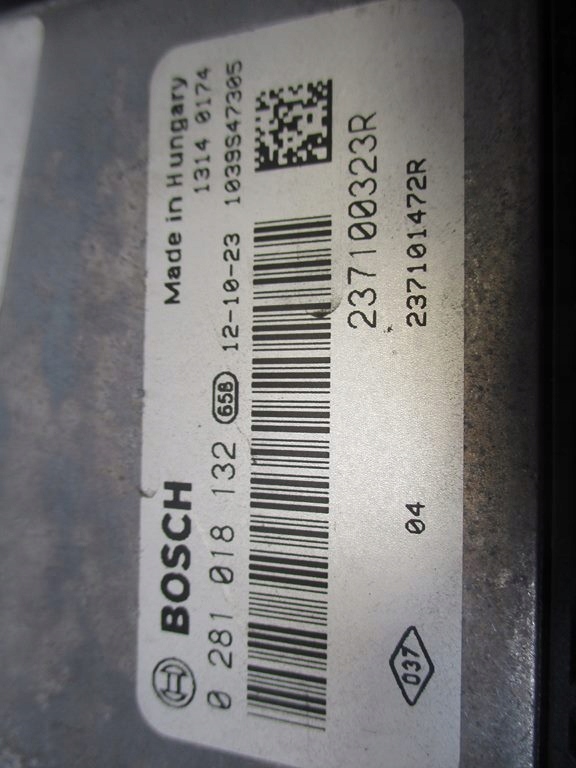 BOSCH Made in Hungary
1314 0174
0 281 018 132 658 12-10-23 1039S47305
237100323R
237101472R
04
037